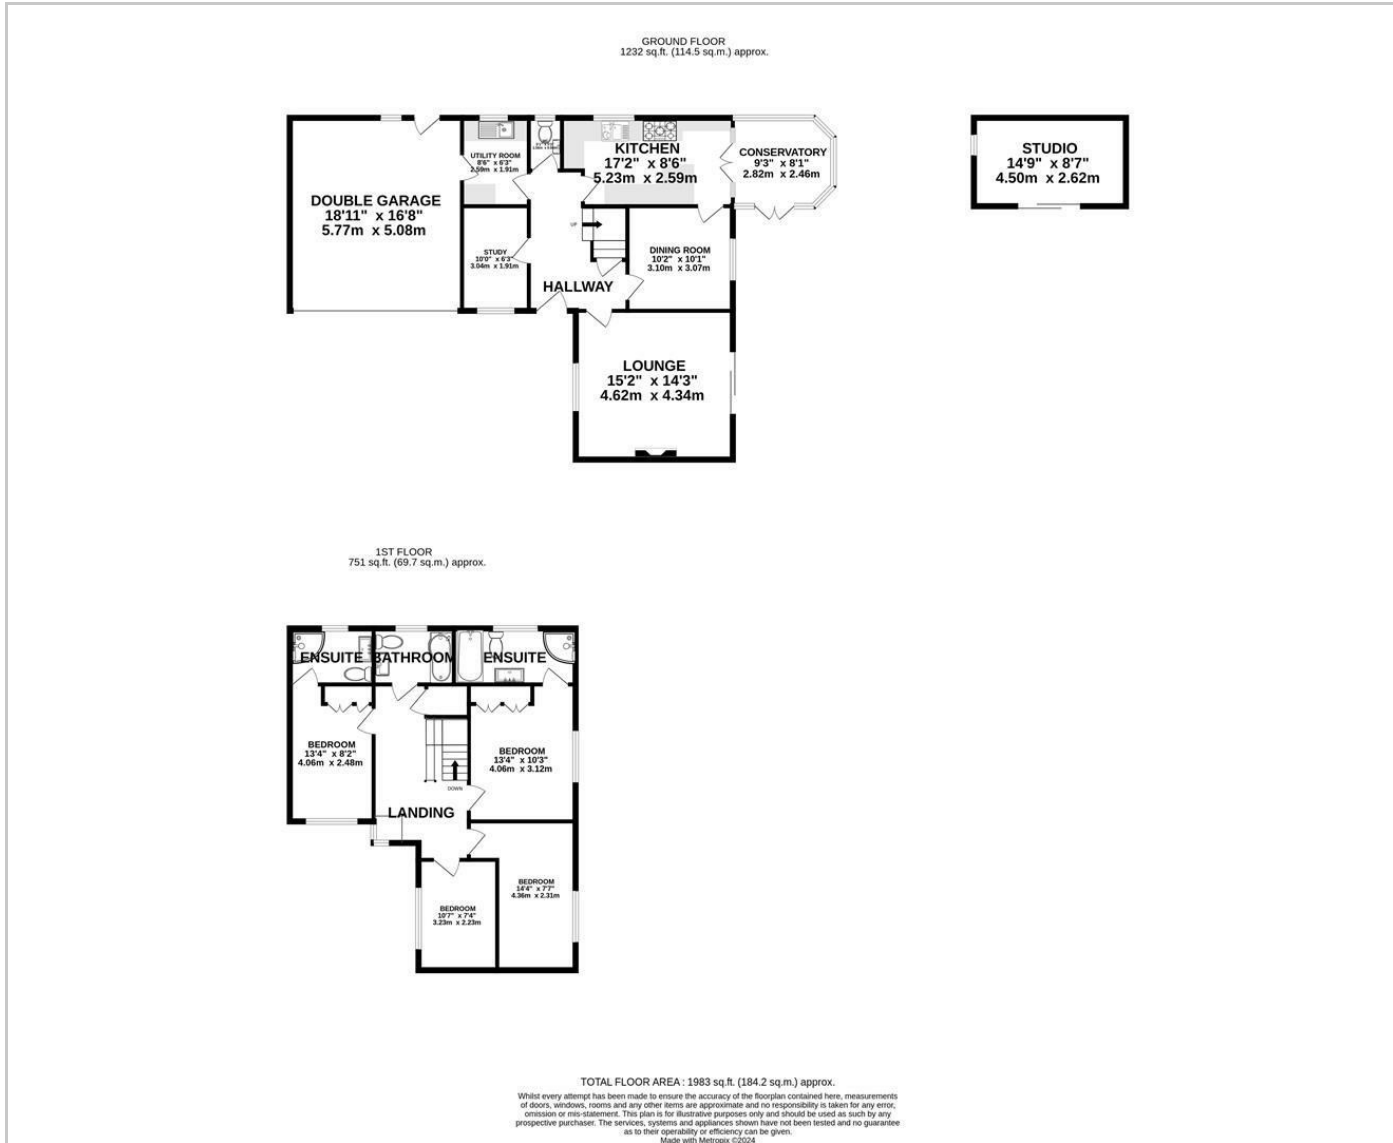 GROUND FLOOR
1232 sq.ft. (114.5 sq.m.) approx.
DOUBLE GARAGE
18'11" x 16'8"
5.77m x 5.08m
UTILITY ROOM
8'6" x 6'3"
2.59m x 1.91m
STUDY
10'0" x 6'3"
3.04m x 1.91m
UP
HALLWAY
KITCHEN
17'2" x 8'6"
5.23m x 2.59m
CONSERVATORY
9'3" x 8'1"
2.82m x 2.46m
DINING ROOM
10'2" x 10'1"
3.10m x 3.07m
LOUNGE
15'2" x 14'3"
4.62m x 4.34m
STUDIO
14'9" x 8'7"
4.50m x 2.62m
1ST FLOOR
751 sq.ft. (69.7 sq.m.) approx.
ENSUITE
BATHROOM
ENSUITE
BEDROOM
13'4" x 8'2"
4.06m x 2.48m
BEDROOM
13'4" x 10'3"
4.06m x 3.12m
DOWN
LANDING
BEDROOM
14'4" x 7'7"
4.36m x 2.31m
BEDROOM
10'7" x 7'4"
3.23m x 2.23m
TOTAL FLOOR AREA : 1983 sq.ft. (184.2 sq.m.) approx.
Whilst every attempt has been made to ensure the accuracy of the floorplan contained here, measurements
of doors, windows, rooms and any other items are approximate and no responsibility is taken for any error,
omission or mis-statement. This plan is for illustrative purposes only and should be used as such by any
prospective purchaser. The services, systems and appliances shown have not been tested and no guarantee
as to their operability or efficiency can be given.
Made with Metropix ©2024